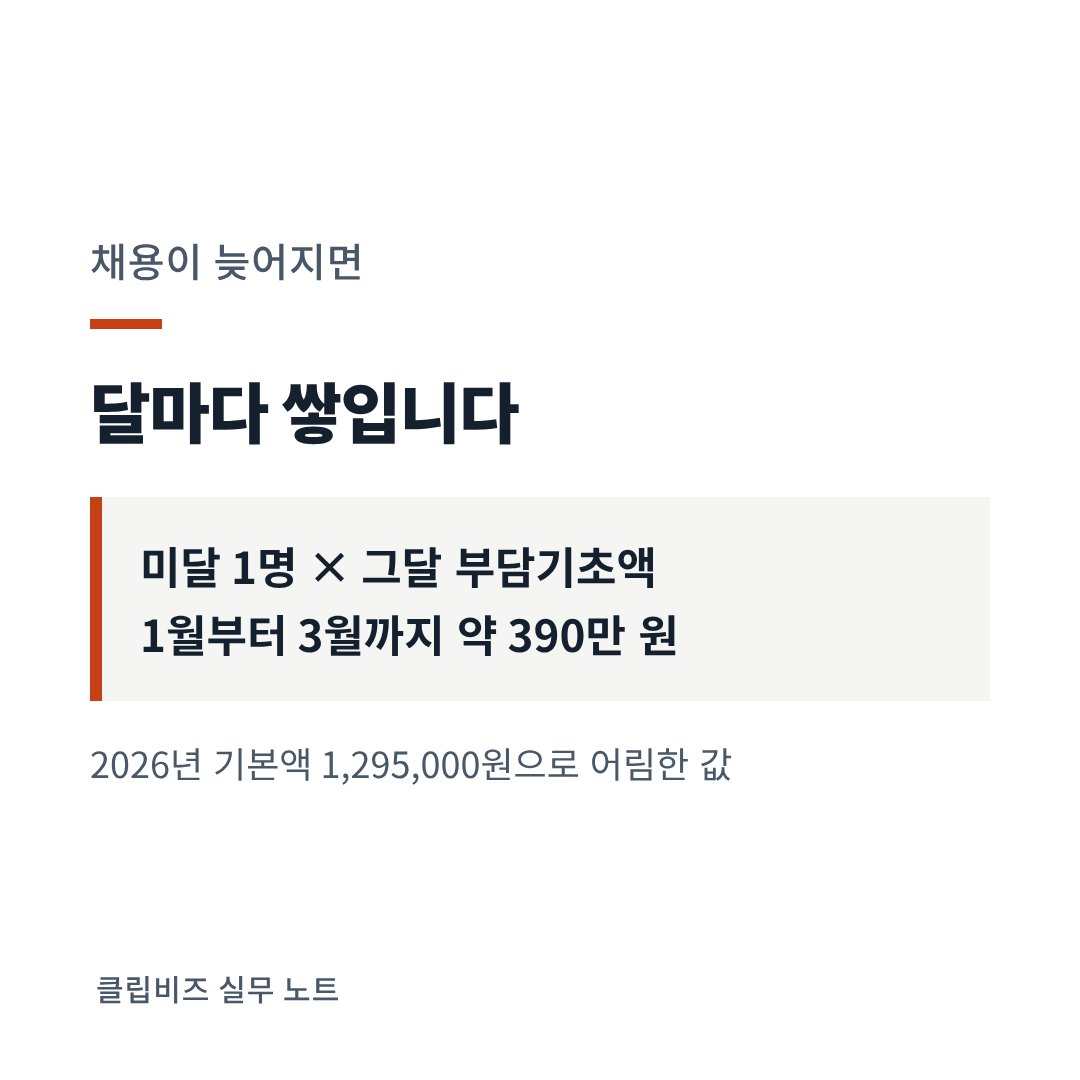 채용이 늦어지면
달마다 쌓입니다
미달 1명 × 그달 부담기초액
1월부터 3월까지 약 390만 원
2026년 기본액 1,295,000원으로 어림한 값
클립비즈 실무 노트